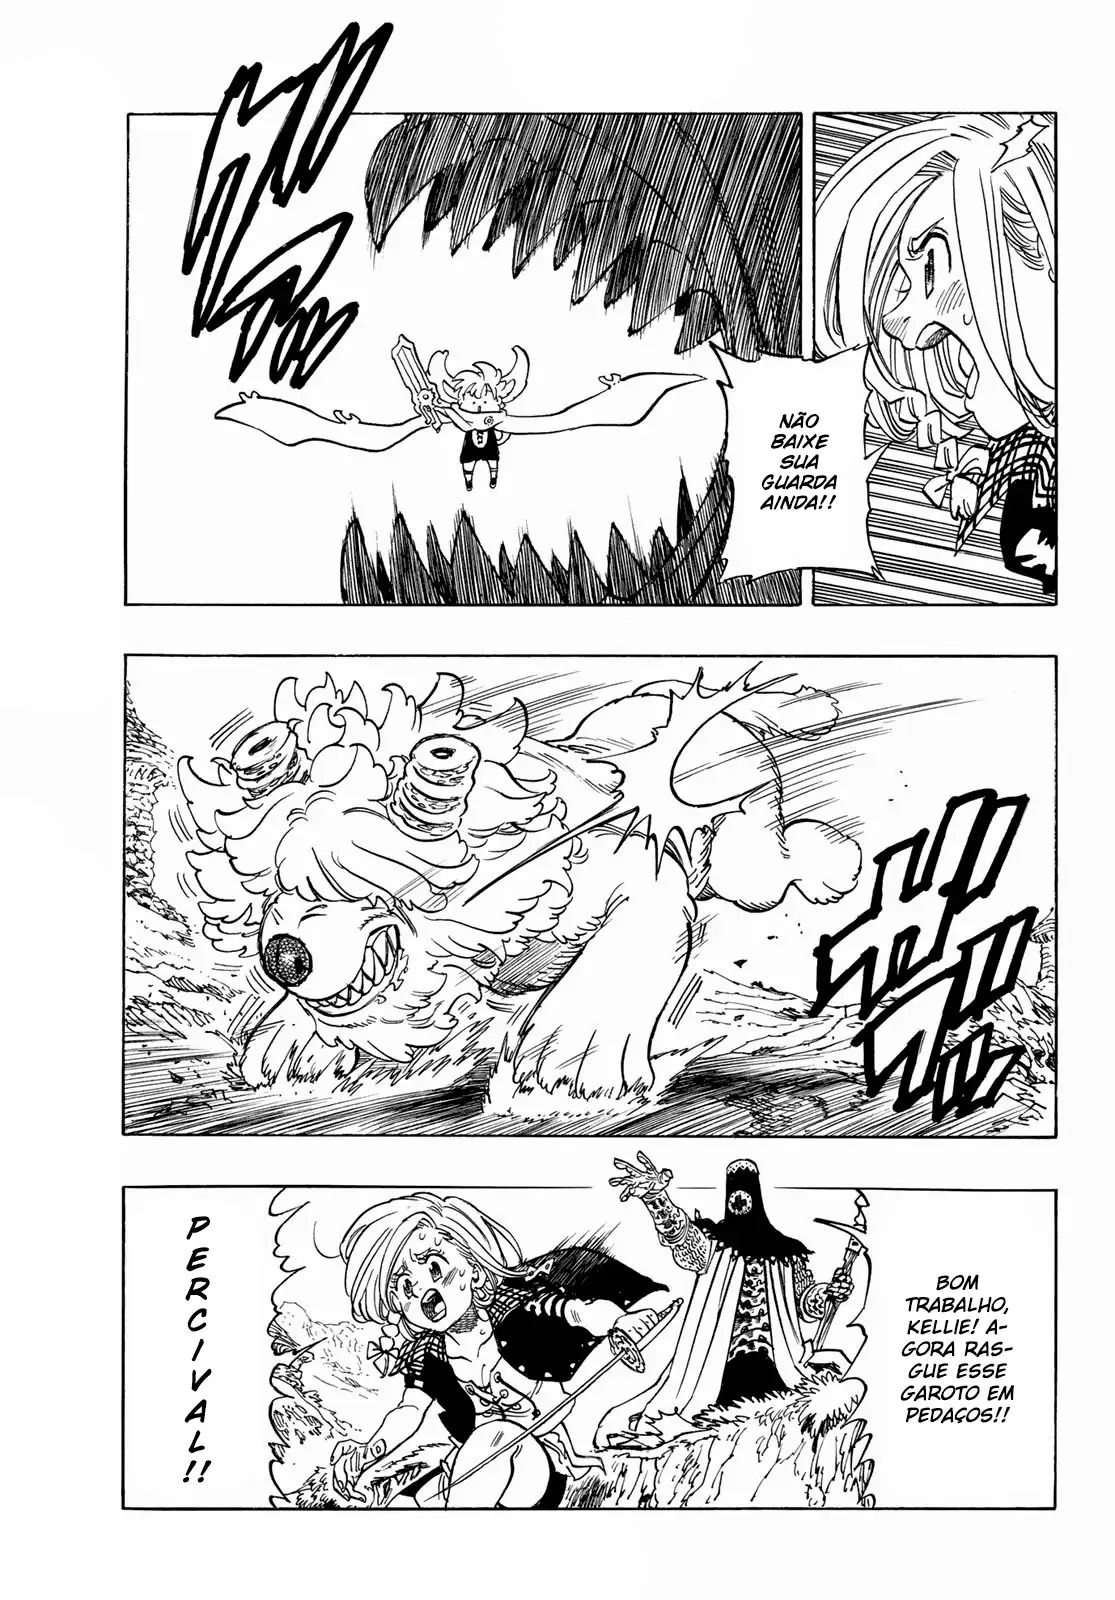 NÃO
BAIXE
SUA
GUARDA
AINDA!!
BOM
TRABALHO,
KELLIE! A-
GORA RAS-
GUE ESSE
GAROTO EM
PEDAÇOS!!
PERCIVAL!!